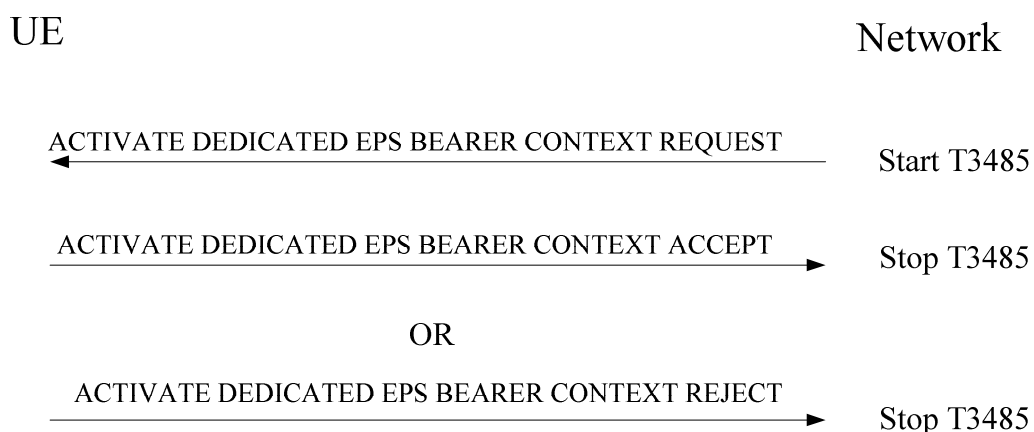 UE
Network
ACTIVATE DEDICATED EPS BEARER CONTEXT REQUEST
Start T3485
ACTIVATE DEDICATED EPS BEARER CONTEXT ACCEPT
Stop T3485
OR
ACTIVATE DEDICATED EPS BEARER CONTEXT REJECT
Stop T3485